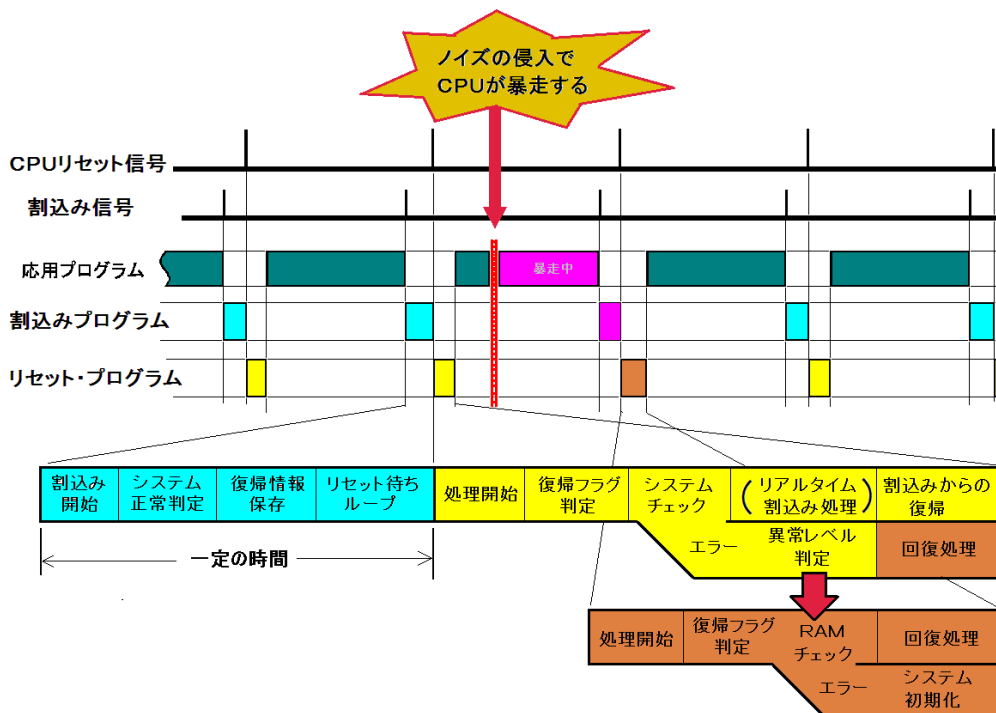 ノイズの侵入で
CPUが暴走する
CPUリセット信号
割込み信号
応用プログラム
暴走中
割込みプログラム
リセット・プログラム
割込み
開始
システム
正常判定
復帰情報
保存
リセット待ち
ループ
処理開始
復帰フラグ
判定
システム
チェック
(リアルタイム
割込み処理)
割込みからの
復帰
エラー
異常レベル
判定
回復処理
一定の時間
処理開始
復帰フラグ
判定
RAM
チェック
回復処理
エラー
システム
初期化